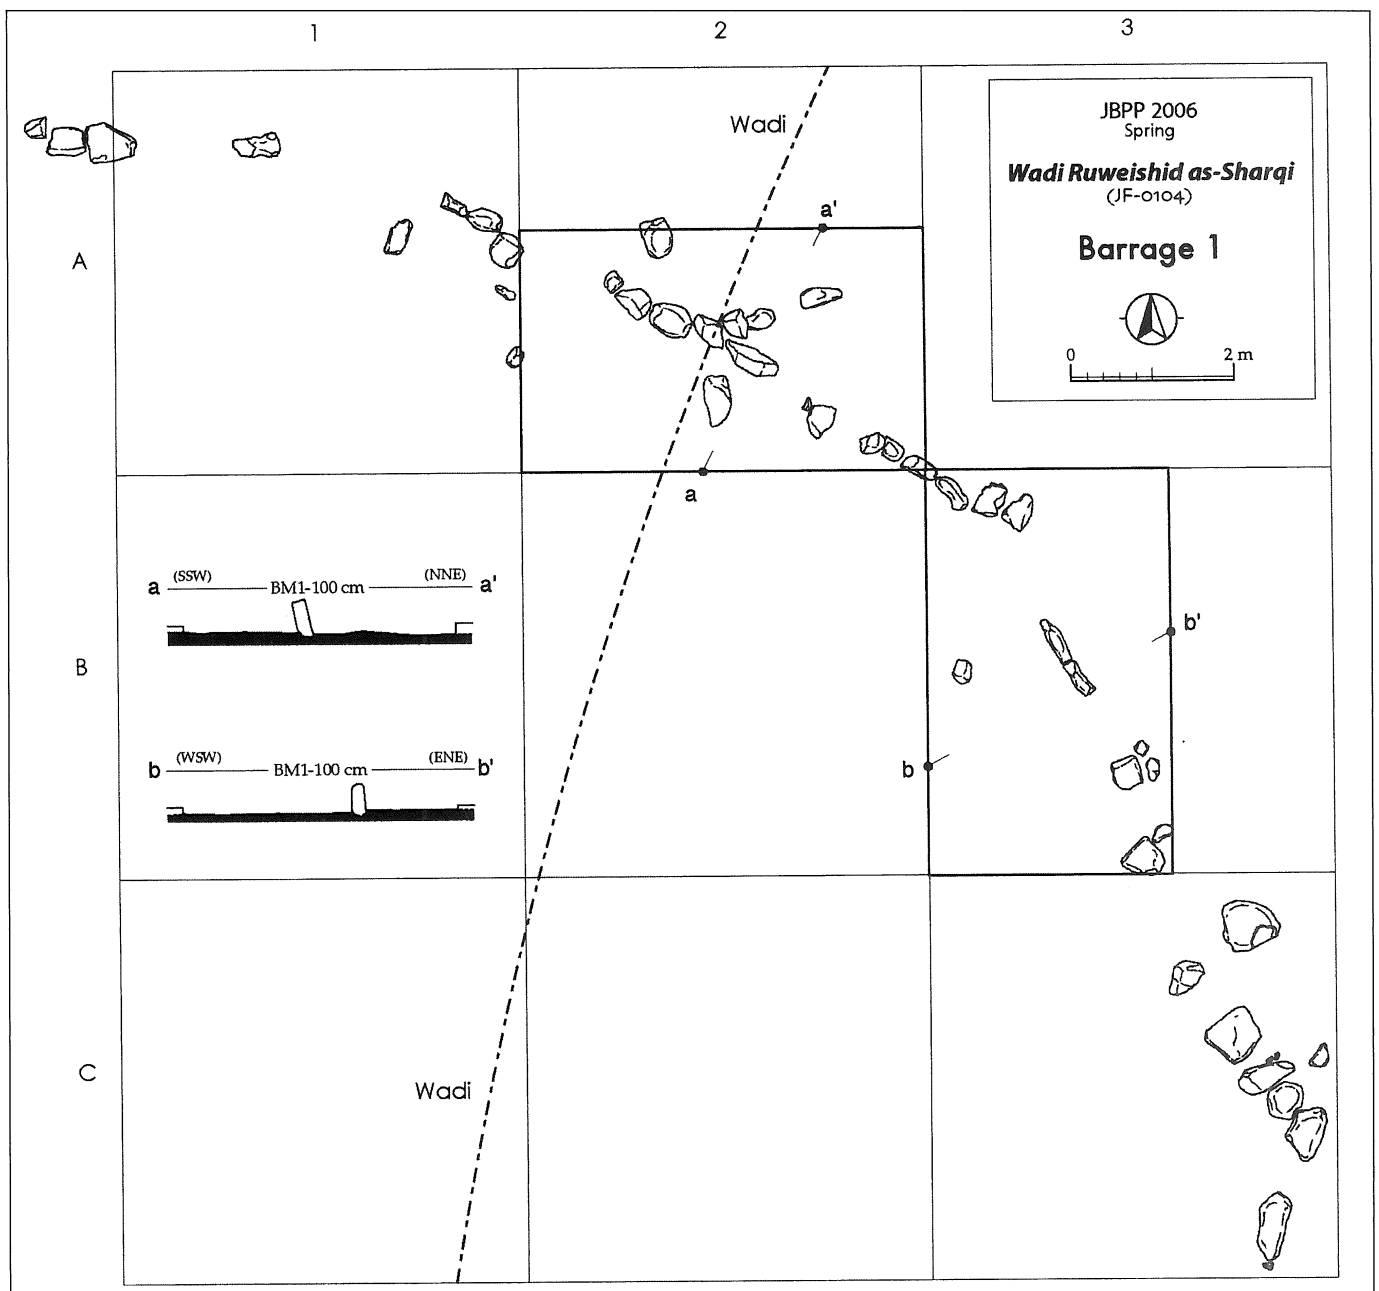 1 2 3
Wadi
JBPP 2006
Spring
Wadi Ruweishid as-Sharqi
(JF-0104)
Barrage 1
0 2 m
A
a'
a
a (SSW) BM1-100 cm (NNE) a'
B
b'
b
b (WSW) BM1-100 cm (ENE) b'
C
Wadi